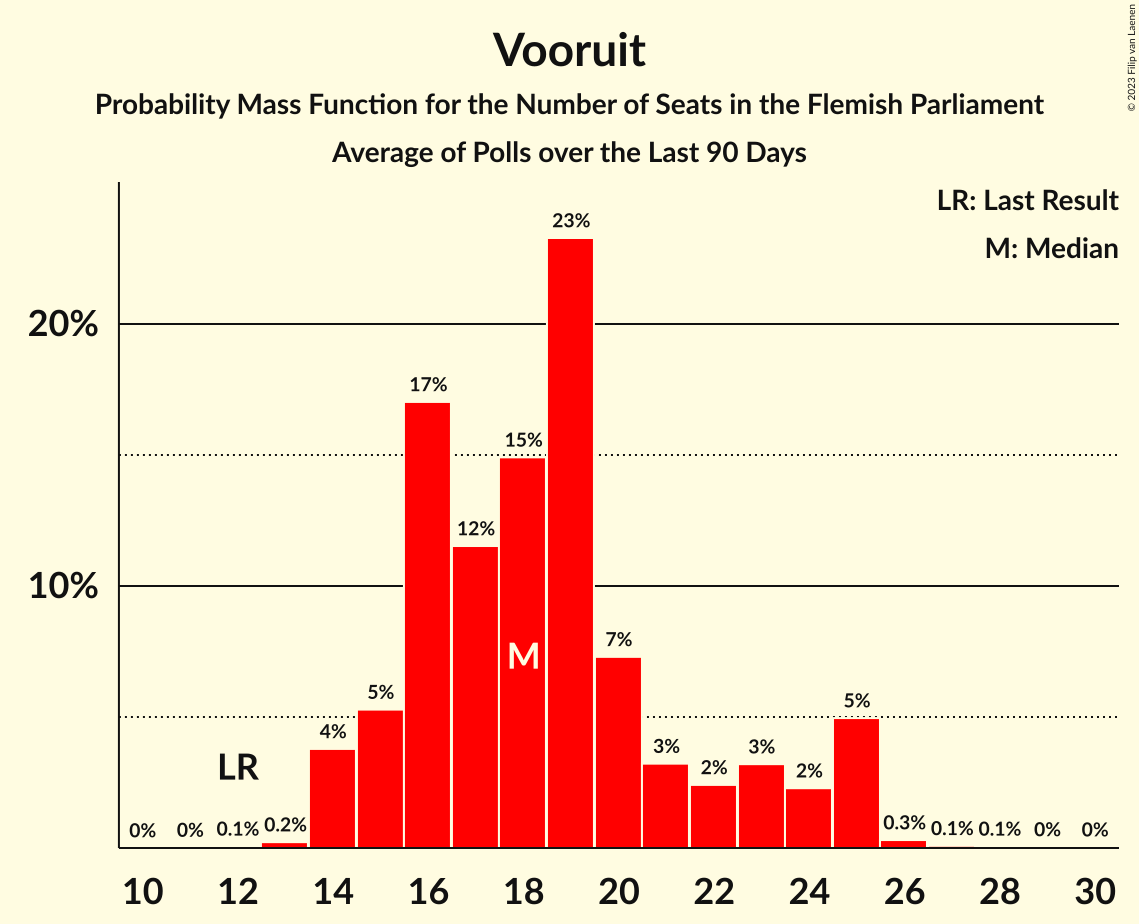 © 2023 Filip van Laenen
Vooruit
Probability Mass Function for the Number of Seats in the Flemish Parliament
Average of Polls over the Last 90 Days
LR: Last Result
M: Median
20%
10%
0% 0% 0.1% 0.2% 4% 5% 17% 12% 15% 23% 7% 3% 2% 3% 2% 5% 0.3% 0.1% 0.1% 0% 0%
LR
M
10 12 14 16 18 20 22 24 26 28 30